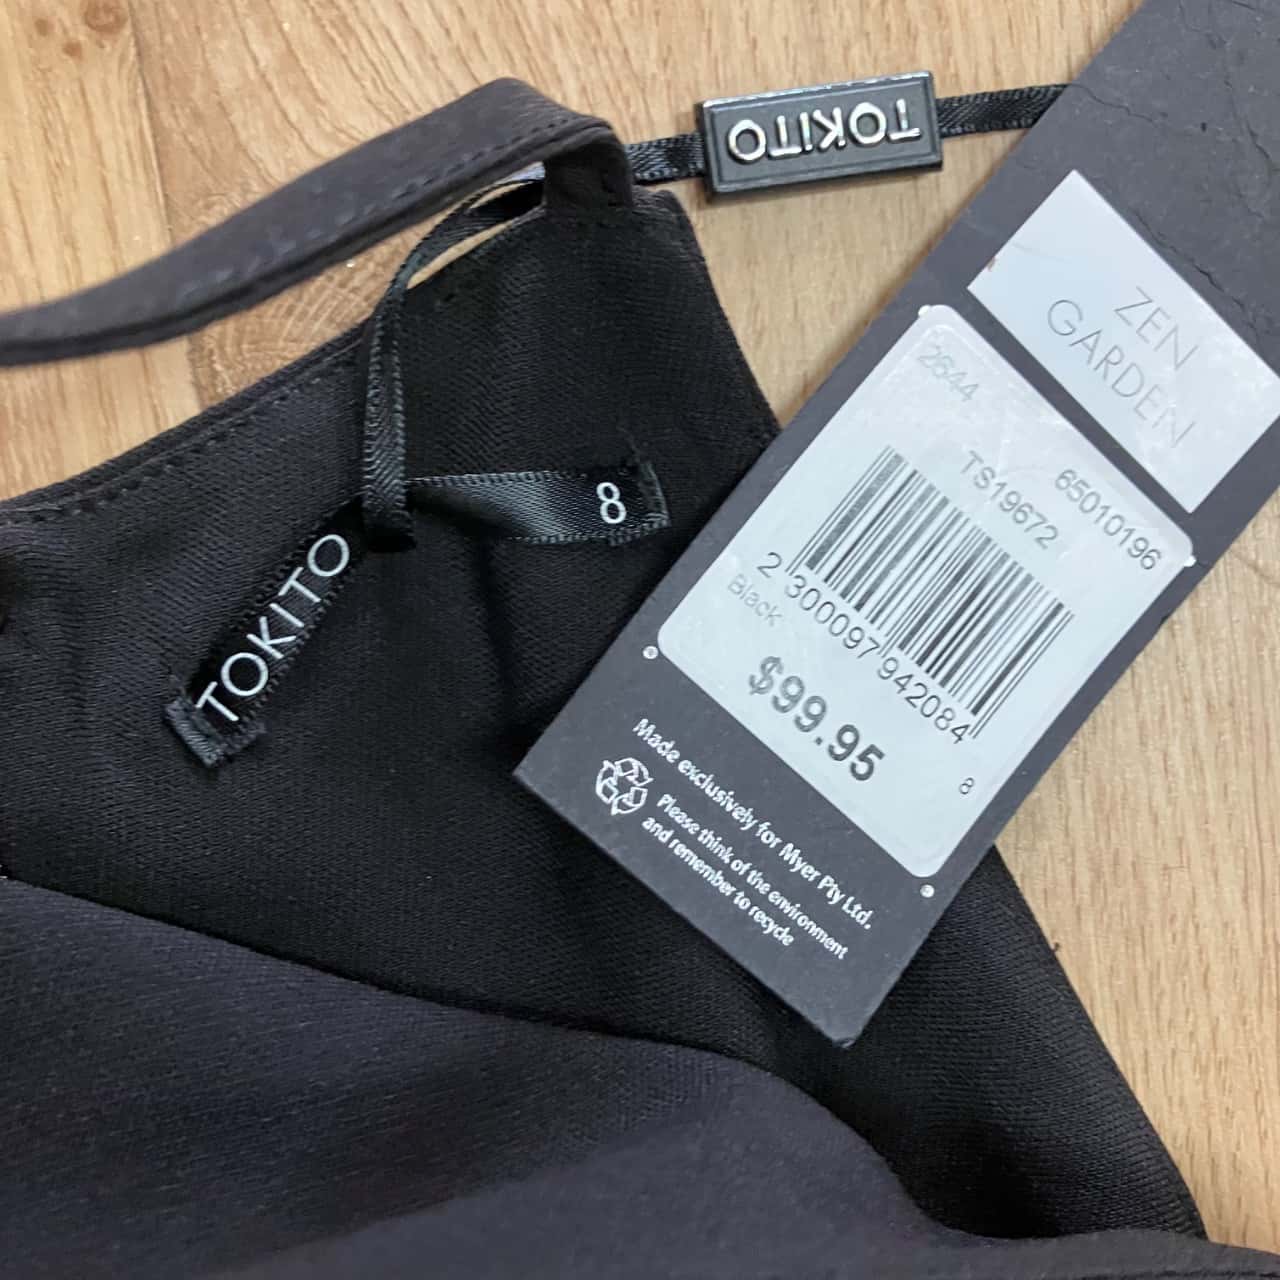 TOKITO
ZEN
GARDEN
2644
65010196
TS19672
2 300097 942084
Black
8
$99.95
Made exclusively for Myer Pty Ltd.
Please think of the environment
and remember to recycle
8
TOKITO